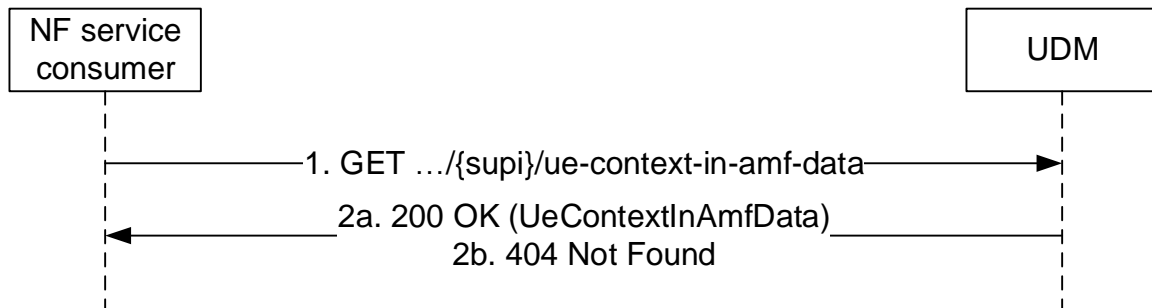 NF service
consumer
UDM
1. GET …/{supi}/ue-context-in-amf-data
2a. 200 OK (UeContextInAmfData)
2b. 404 Not Found